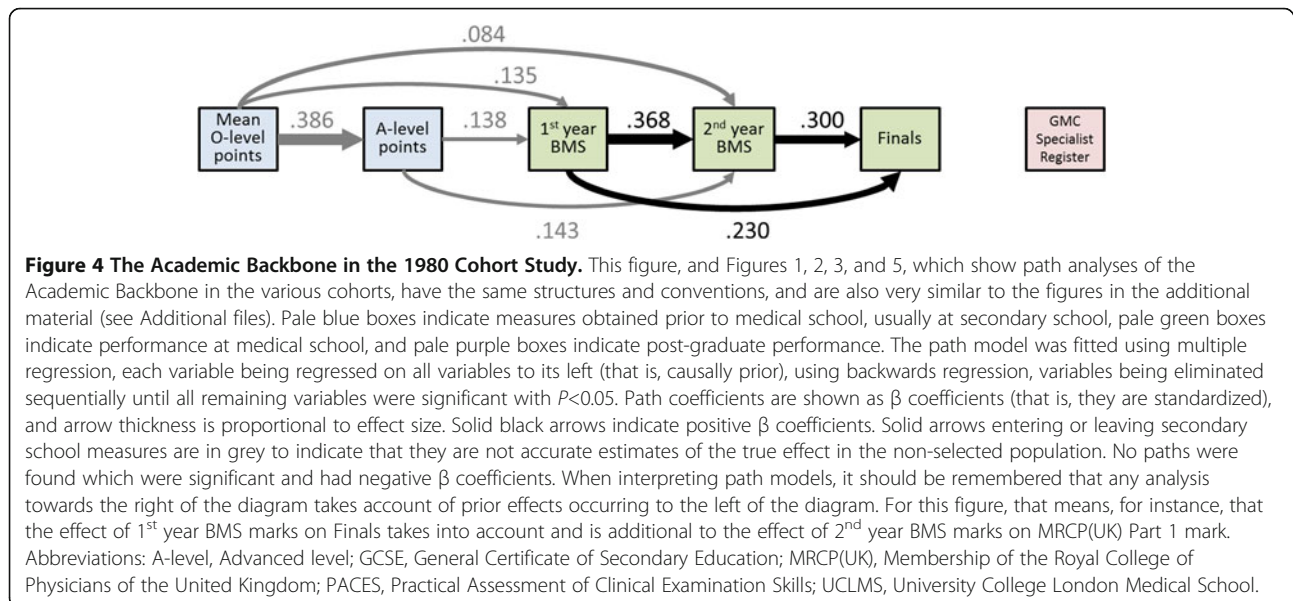 .084
.135
Mean
O-level
points
.386
A-level
points
.138
1st year
BMS
.368
2nd year
BMS
.300
Finals
GMC
Specialist
Register
.143
.230
Figure 4 The Academic Backbone in the 1980 Cohort Study. This figure, and Figures 1, 2, 3, and 5, which show path analyses of the
Academic Backbone in the various cohorts, have the same structures and conventions, and are also very similar to the figures in the additional
material (see Additional files). Pale blue boxes indicate measures obtained prior to medical school, usually at secondary school, pale green boxes
indicate performance at medical school, and pale purple boxes indicate post-graduate performance. The path model was fitted using multiple
regression, each variable being regressed on all variables to its left (that is, causally prior), using backwards regression, variables being eliminated
sequentially until all remaining variables were significant with P<0.05. Path coefficients are shown as β coefficients (that is, they are standardized),
and arrow thickness is proportional to effect size. Solid black arrows indicate positive β coefficients. Solid arrows entering or leaving secondary
school measures are in grey to indicate that they are not accurate estimates of the true effect in the non-selected population. No paths were
found which were significant and had negative β coefficients. When interpreting path models, it should be remembered that any analysis
towards the right of the diagram takes account of prior effects occurring to the left of the diagram. For this figure, that means, for instance, that
the effect of 1st year BMS marks on Finals takes into account and is additional to the effect of 2nd year BMS marks on MRCP(UK) Part 1 mark.
Abbreviations: A-level, Advanced level; GCSE, General Certificate of Secondary Education; MRCP(UK), Membership of the Royal College of
Physicians of the United Kingdom; PACES, Practical Assessment of Clinical Examination Skills; UCLMS, University College London Medical School.